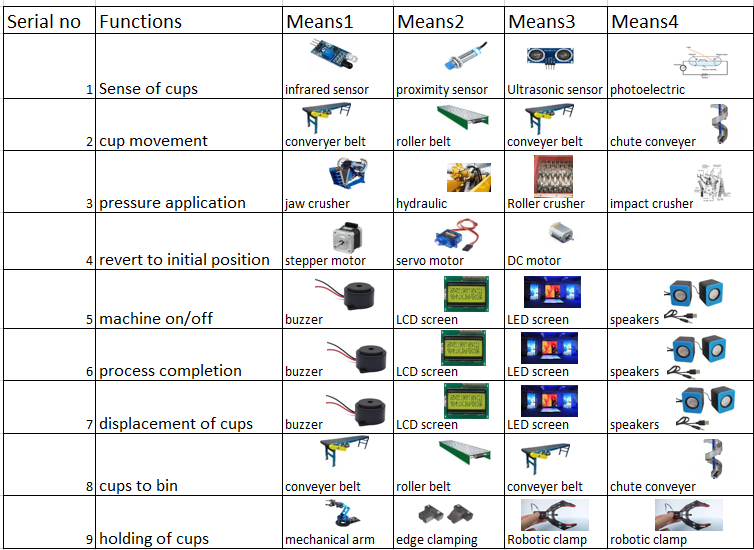 Serial no Functions Means1 Means2 Means3 Means4
1 Sense of cups infrared sensor proximity sensor Ultrasonic sensor photoelectric
2 cup movement converyer belt roller belt conveyer belt chute conveyer
3 pressure application jaw crusher hydraulic Roller crusher impact crusher
4 revert to initial position stepper motor servo motor DC motor
5 machine on/off buzzer LCD screen LED screen speakers
6 process completion buzzer LCD screen LED screen speakers
7 displacement of cups buzzer LCD screen LED screen speakers
8 cups to bin conveyer belt roller belt conveyer belt chute conveyer
9 holding of cups mechanical arm edge clamping Robotic clamp robotic clamp